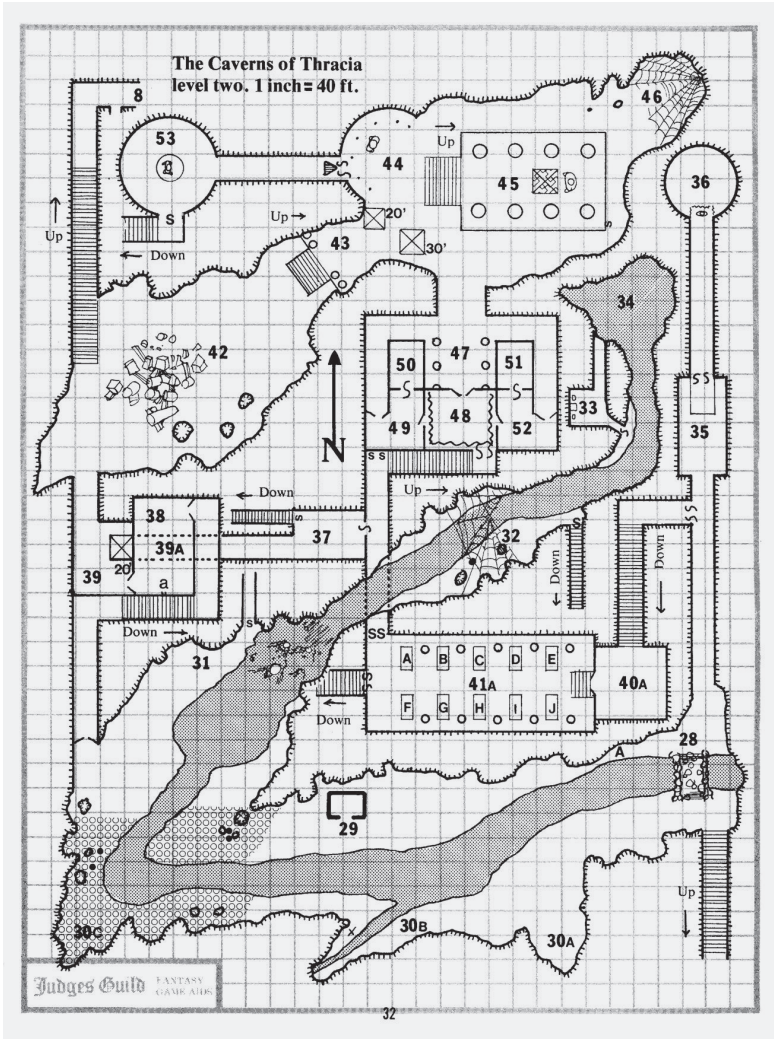 The Caverns of Thracia
level two. 1 inch = 40 ft.
8
46
53
44
Up
36
45
S
Up
20'
Up
43
30'
s
Down
34
42
47
50
51
33
48
N
49
52
35
s s
Down
Up
38
s
37
32
39A
S
20'
39
a
Down
Down
Down
s
SS
31
A
B
C
D
E
41A
40A
F
G
H
I
J
Down
A
28
29
Up
30C
30B
x
30A
Judges Guild
FANTASY
GAME AIDS
32